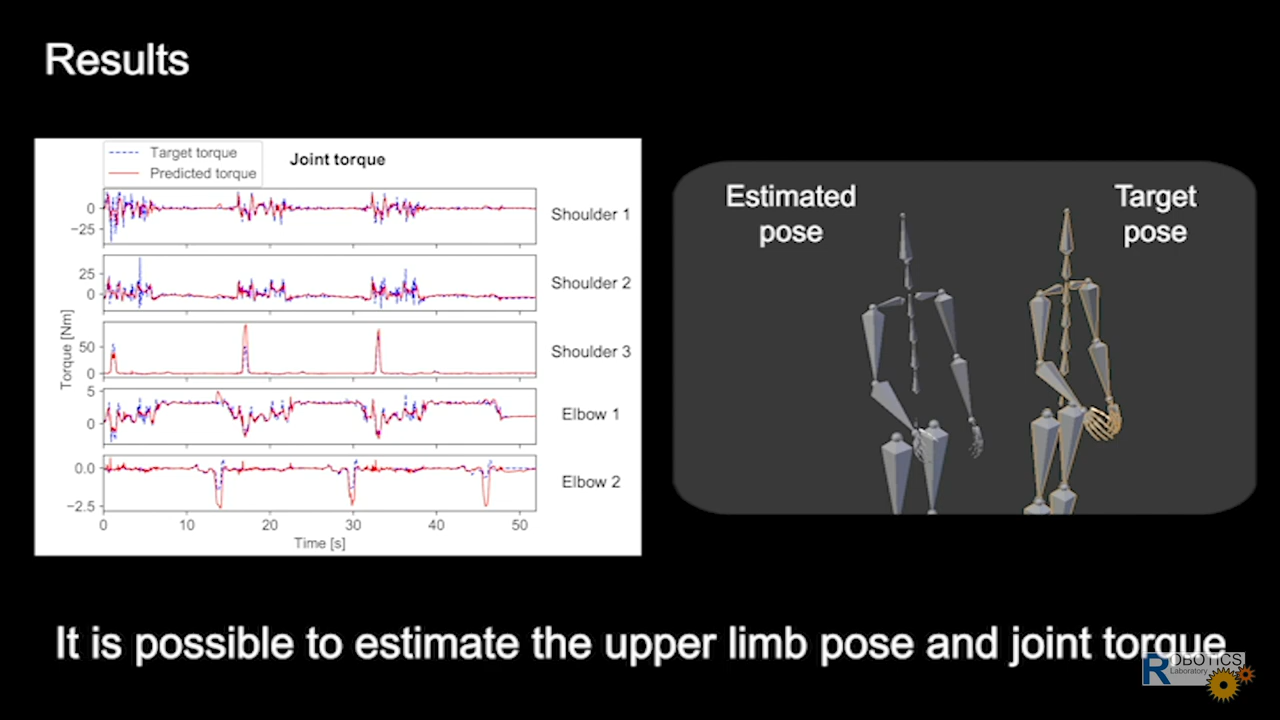 Results
Target torque
Predicted torque
Joint torque
0
−25
Shoulder 1
25
0
Shoulder 2
50
0
Shoulder 3
5
0
Elbow 1
0.0
−2.5
Elbow 2
Torque [Nm]
0 10 20 30 40 50
Time [s]
Estimated
pose
Target
pose
It is possible to estimate the upper limb pose and joint torque
ROBOTICS
Laboratory